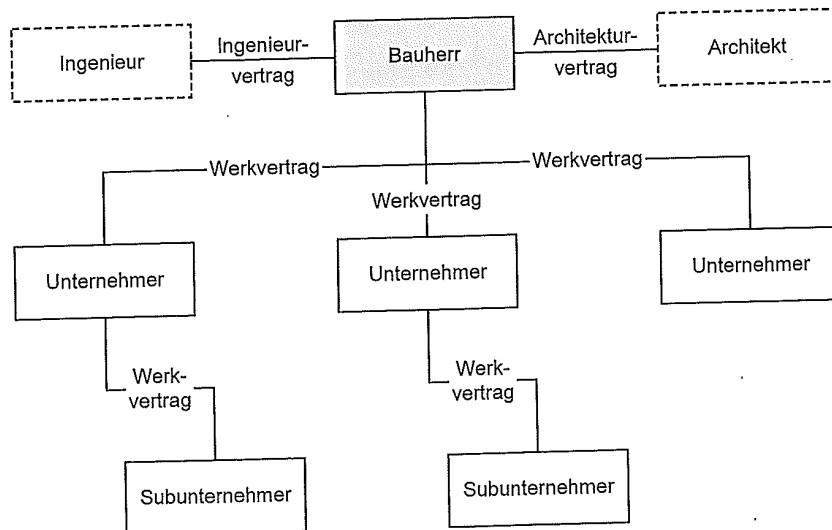 Ingenieur
Ingenieur-
vertrag
Bauherr
Architektur-
vertrag
Architekt
Werkvertrag
Werkvertrag
Werkvertrag
Unternehmer
Unternehmer
Unternehmer
Werk-
vertrag
Werk-
vertrag
Subunternehmer
Subunternehmer